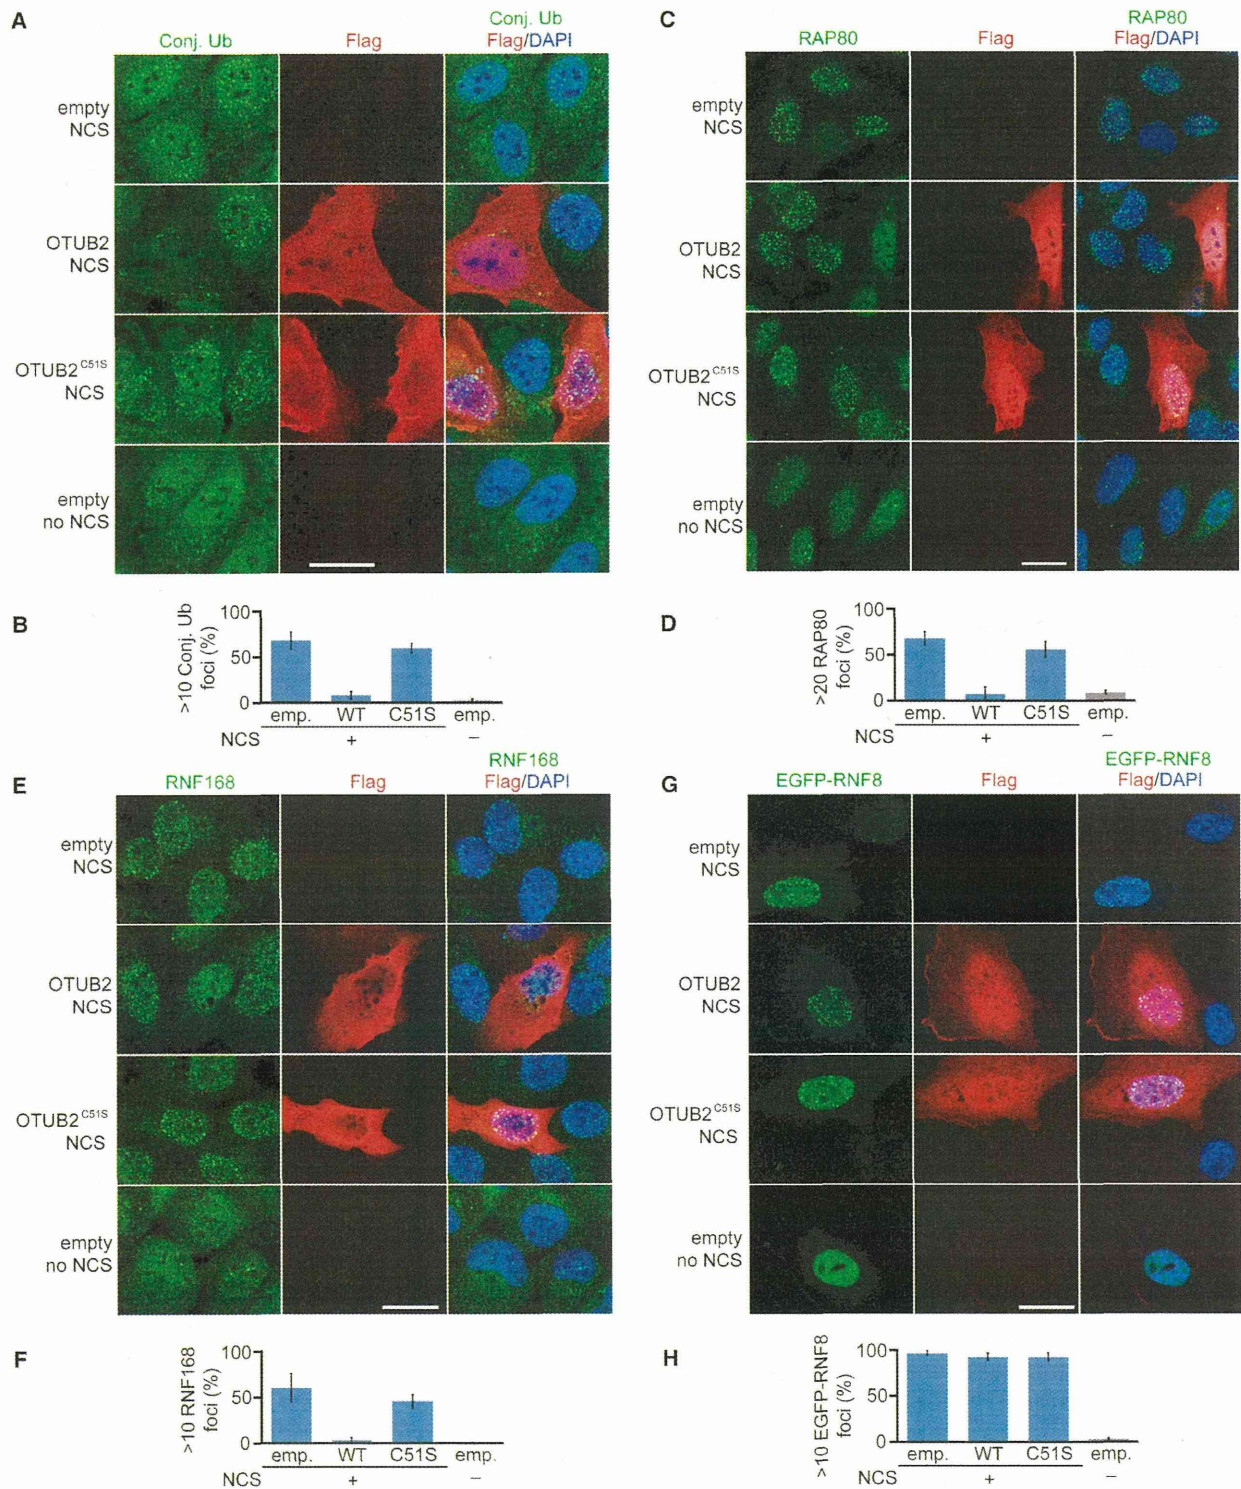 A
Conj. Ub
Flag
Conj. Ub
Flag/DAPI
empty
NCS
OTUB2
NCS
OTUB2C51S
NCS
empty
no NCS
B
>10 Conj. Ub
foci (%)
100
50
0
emp. WT C51S emp.
NCS + −
C
RAP80
Flag
RAP80
Flag/DAPI
empty
NCS
OTUB2
NCS
OTUB2C51S
NCS
empty
no NCS
D
>20 RAP80
foci (%)
100
50
0
emp. WT C51S emp.
NCS + −
E
RNF168
Flag
RNF168
Flag/DAPI
empty
NCS
OTUB2
NCS
OTUB2C51S
NCS
empty
no NCS
F
>10 RNF168
foci (%)
100
50
0
emp. WT C51S emp.
NCS + −
G
EGFP-RNF8
Flag
EGFP-RNF8
Flag/DAPI
empty
NCS
OTUB2
NCS
OTUB2C51S
NCS
empty
no NCS
H
>10 EGFP-RNF8
foci (%)
100
50
0
emp. WT C51S emp.
NCS + −